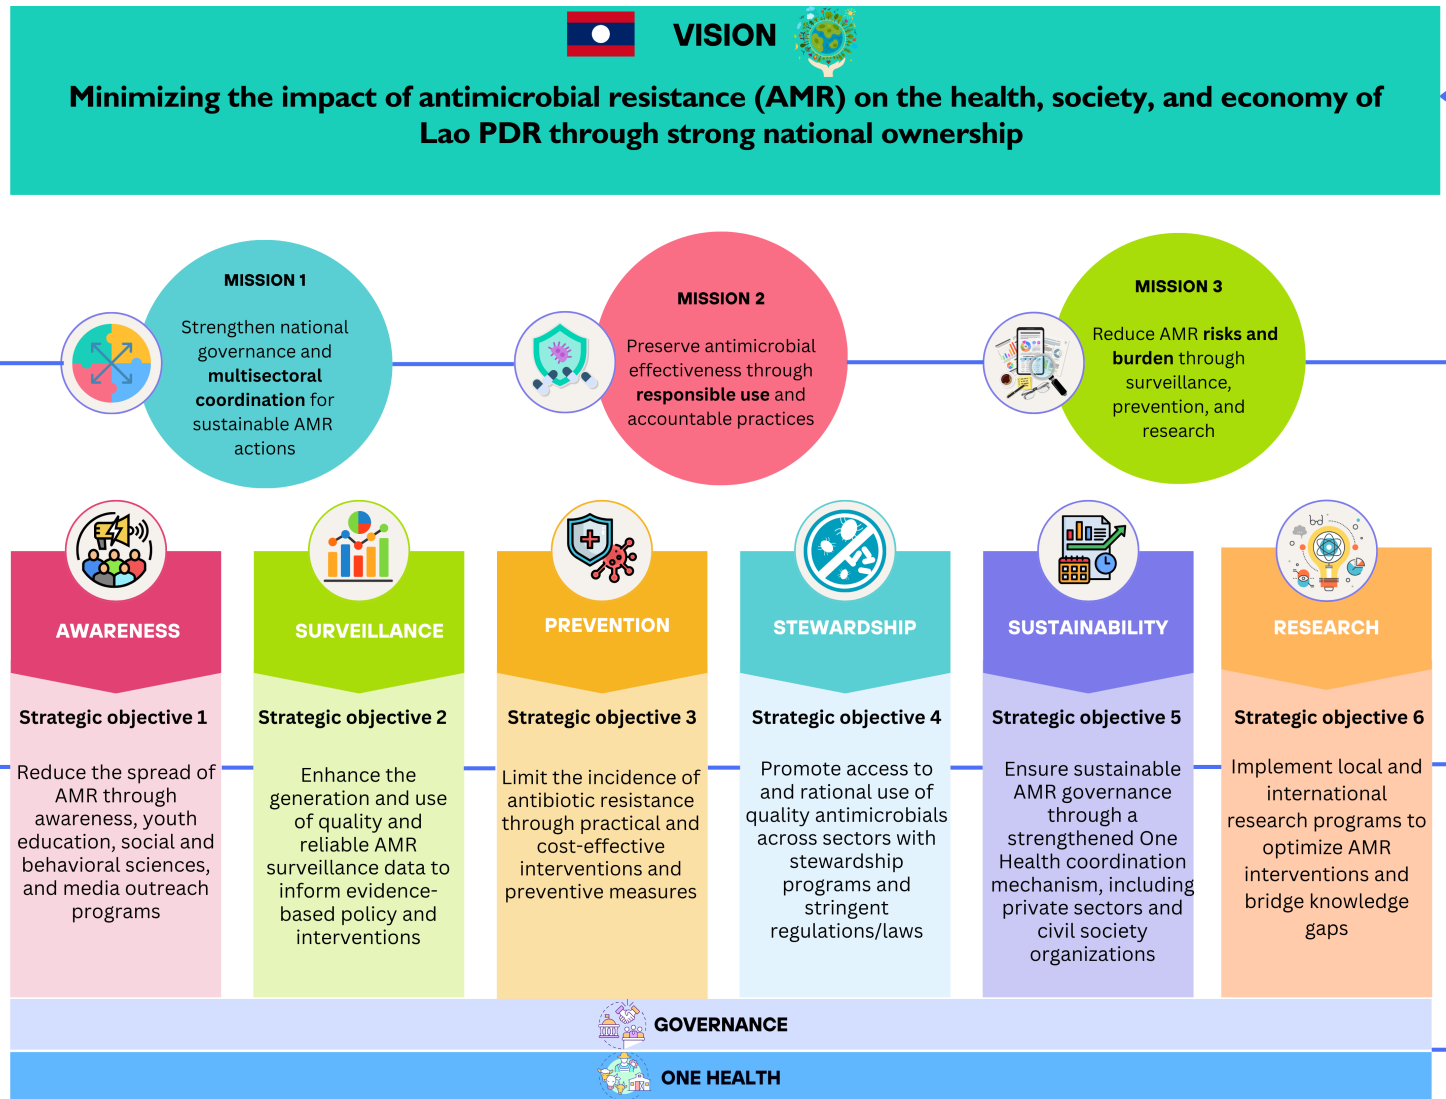 VISION
Minimizing the impact of antimicrobial resistance (AMR) on the health, society, and economy of
Lao PDR through strong national ownership
MISSION 1
Strengthen national
governance and
multisectoral
coordination for
sustainable AMR
actions
MISSION 2
Preserve antimicrobial
effectiveness through
responsible use and
accountable practices
MISSION 3
Reduce AMR risks and
burden through
surveillance,
prevention, and
research
AWARENESS
Strategic objective 1
Reduce the spread of
AMR through
awareness, youth
education, social and
behavioral sciences,
and media outreach
programs
SURVEILLANCE
Strategic objective 2
Enhance the
generation and use
of quality and
reliable AMR
surveillance data to
inform evidence-
based policy and
interventions
PREVENTION
Strategic objective 3
Limit the incidence of
antibiotic resistance
through practical and
cost-effective
interventions and
preventive measures
STEWARDSHIP
Strategic objective 4
Promote access to
and rational use of
quality antimicrobials
across sectors with
stewardship
programs and
stringent
regulations/laws
SUSTAINABILITY
Strategic objective 5
Ensure sustainable
AMR governance
through a
strengthened One
Health coordination
mechanism, including
private sectors and
civil society
organizations
RESEARCH
Strategic objective 6
Implement local and
international
research programs to
optimize AMR
interventions and
bridge knowledge
gaps
GOVERNANCE
ONE HEALTH